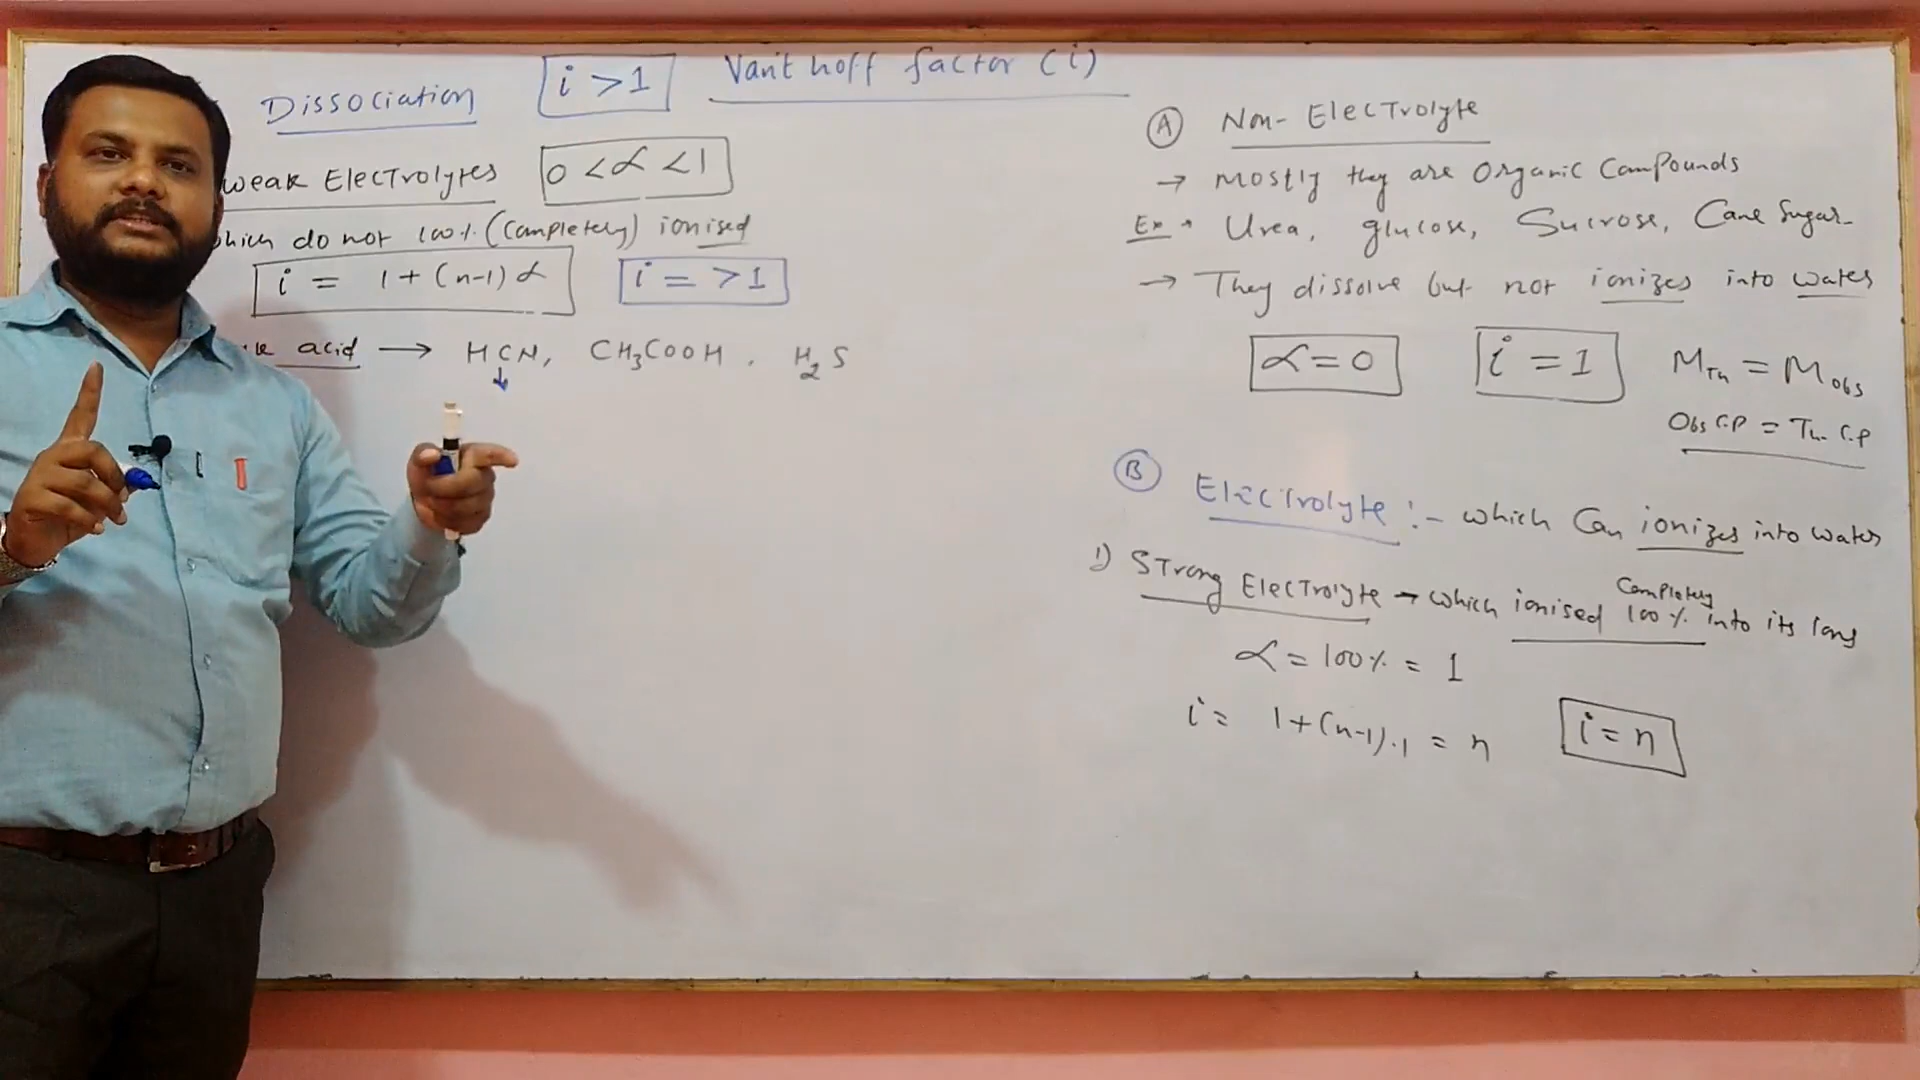 Vant hoff factor (i)
Dissociation i >1
weak Electrolytes 0 < α < 1
which do not 100% (Completely) ionised
i = 1 + (n-1) α i = >1
acid → HCN, CH3COOH , H2S
↓
(A) Non-Electrolyte
→ Mostly they are Organic Compounds
Ex • Urea, glucose, Sucrose, Cane Sugar-
→ They dissolve but not ionizes into water
α = 0 i = 1 MTh = MObs
Obs C.P = Th. C.P
(B) Electrolyte :- which Can ionizes into water
1) Strong Electrolyte → which ionised 100% into its Ions
Completely
α = 100% = 1
i = 1+(n-1).1 = n i = n